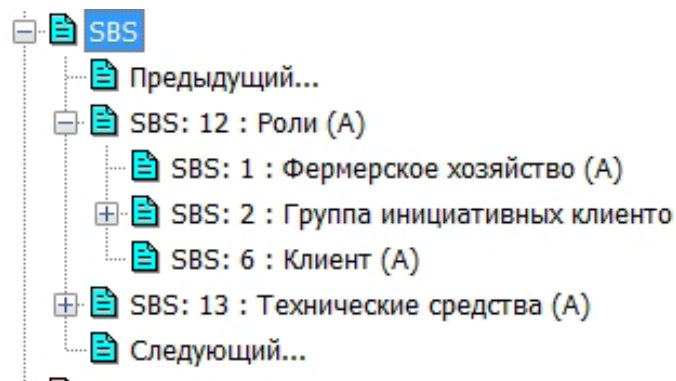 SBS
Предыдущий...
SBS: 12 : Роли (A)
SBS: 1 : Фермерское хозяйство (A)
SBS: 2 : Группа инициативных клиенто
SBS: 6 : Клиент (A)
SBS: 13 : Технические средства (A)
Следующий...